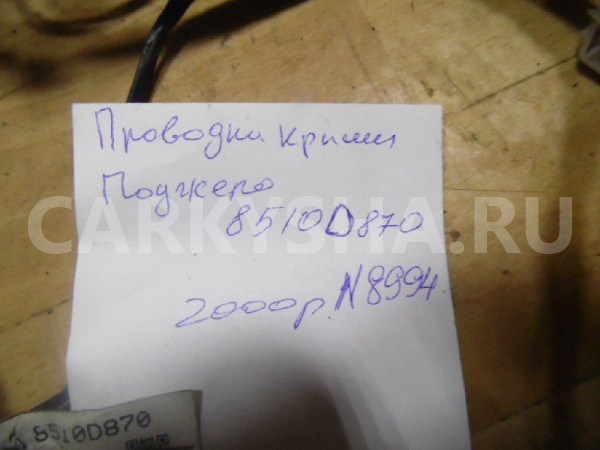 Проводка крыши
Паджеро
8510D870
2000р. N8994
CARKYSHA.RU
8510D870